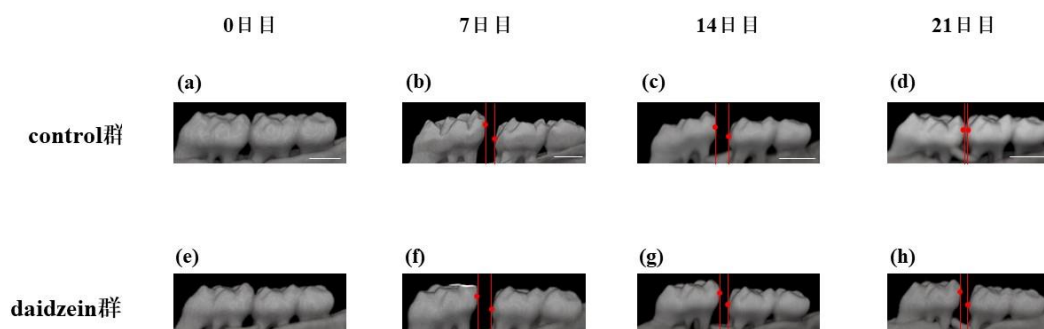 0日目 7日目 14日目 21日目
(a) (b) (c) (d)
control群
(e) (f) (g) (h)
daidzein群